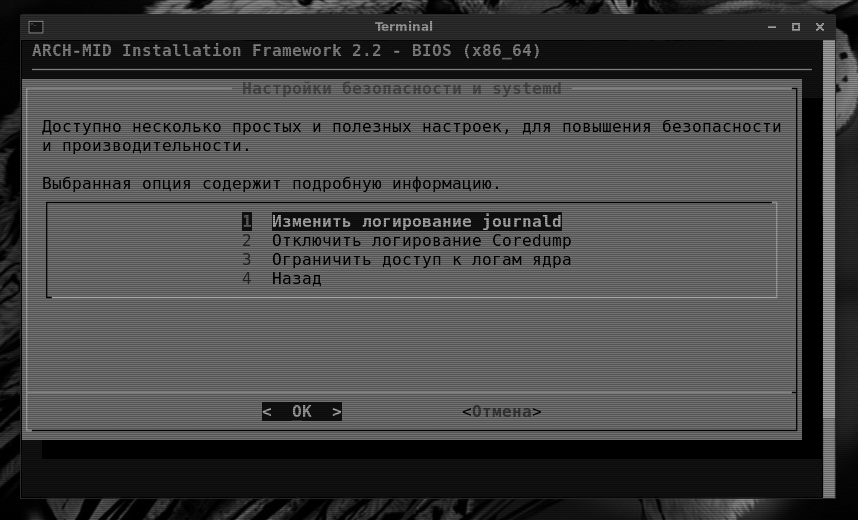 Terminal
ARCH-MID Installation Framework 2.2 - BIOS (x86_64)
Настройки безопасности и systemd
Доступно несколько простых и полезных настроек, для повышения безопасности
и производительности.
Выбранная опция содержит подробную информацию.
1 Изменить логирование journald
2 Отключить логирование Coredump
3 Ограничить доступ к логам ядра
4 Назад
< OK > <Отмена>